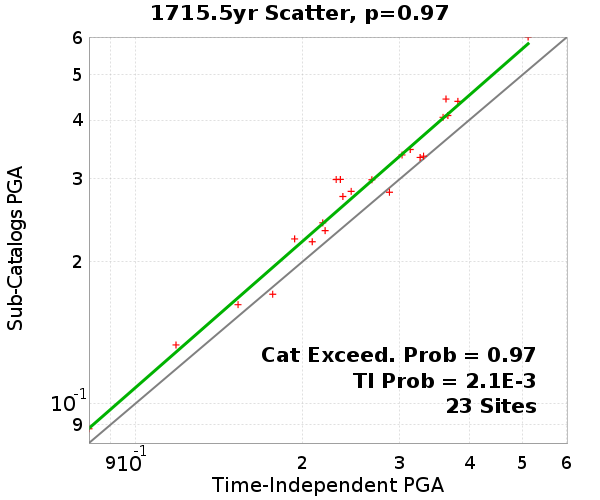 1715.5yr Scatter, p=0.97
6
5
4
3
2
10-1
9
Sub-Catalogs PGA
Cat Exceed. Prob = 0.97
TI Prob = 2.1E-3
23 Sites
9 10-1 2 3 4 5 6
Time-Independent PGA